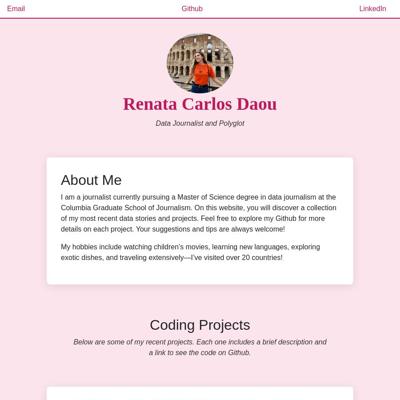 Email
Github
LinkedIn
Renata Carlos Daou
Data Journalist and Polyglot
About Me
I am a journalist currently pursuing a Master of Science degree in data journalism at the
Columbia Graduate School of Journalism. On this website, you will discover a collection
of my most recent data stories and projects. Feel free to explore my Github for more
details on each project. Your suggestions and tips are always welcome!
My hobbies include watching children's movies, learning new languages, exploring
exotic dishes, and traveling extensively—I've visited over 20 countries!
Coding Projects
Below are some of my recent projects. Each one includes a brief description and
a link to see the code on Github.